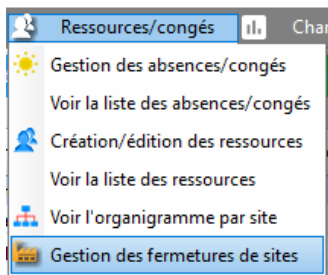 Ressources/congés
Cha
Gestion des absences/congés
Voir la liste des absences/congés
Création/édition des ressources
Voir la liste des ressources
Voir l'organigramme par site
Gestion des fermetures de sites